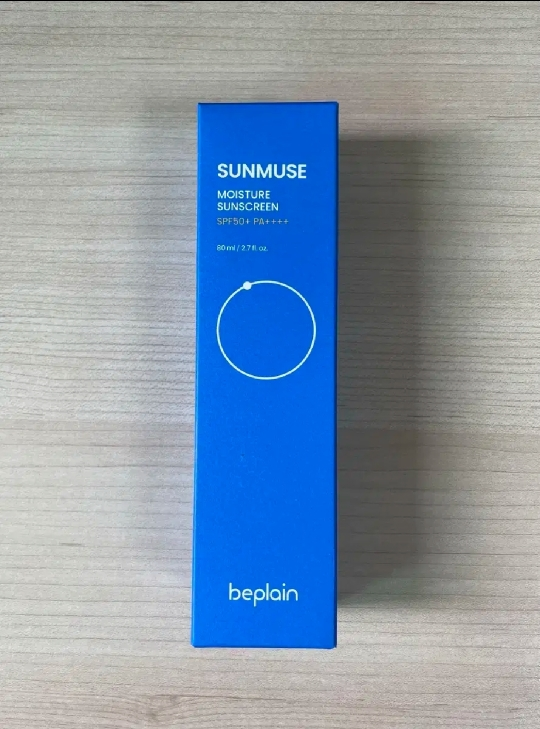 SUNMUSE
MOISTURE
SUNSCREEN
SPF50+ PA++++
80 ml / 2.7 fl. oz.
beplain